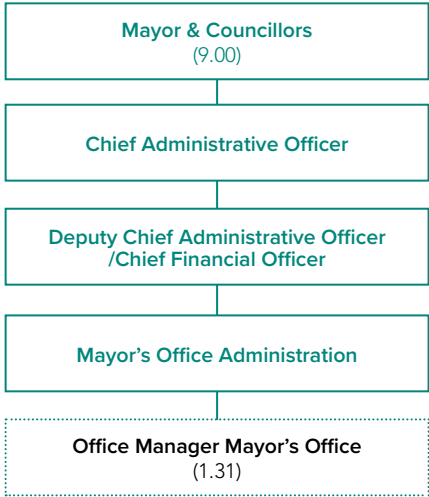 Mayor & Councillors
(9.00)
Chief Administrative Officer
Deputy Chief Administrative Officer
/Chief Financial Officer
Mayor’s Office Administration
Office Manager Mayor’s Office
(1.31)